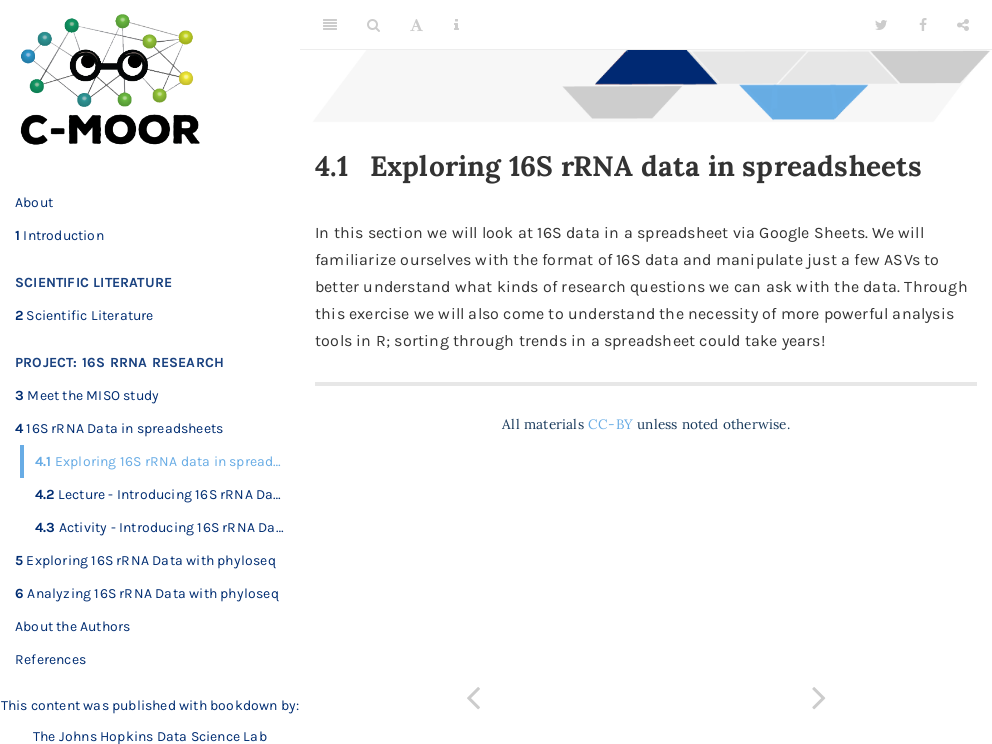 C-MOOR
About
1 Introduction
SCIENTIFIC LITERATURE
2 Scientific Literature
PROJECT: 16S RRNA RESEARCH
3 Meet the MISO study
4 16S rRNA Data in spreadsheets
4.1 Exploring 16S rRNA data in spread...
4.2 Lecture - Introducing 16S rRNA Da...
4.3 Activity - Introducing 16S rRNA Da...
5 Exploring 16S rRNA Data with phyloseq
6 Analyzing 16S rRNA Data with phyloseq
About the Authors
References
This content was published with bookdown by:
The Johns Hopkins Data Science Lab
4.1 Exploring 16S rRNA data in spreadsheets
In this section we will look at 16S data in a spreadsheet via Google Sheets. We will
familiarize ourselves with the format of 16S data and manipulate just a few ASVs to
better understand what kinds of research questions we can ask with the data. Through
this exercise we will also come to understand the necessity of more powerful analysis
tools in R; sorting through trends in a spreadsheet could take years!
All materials CC-BY unless noted otherwise.